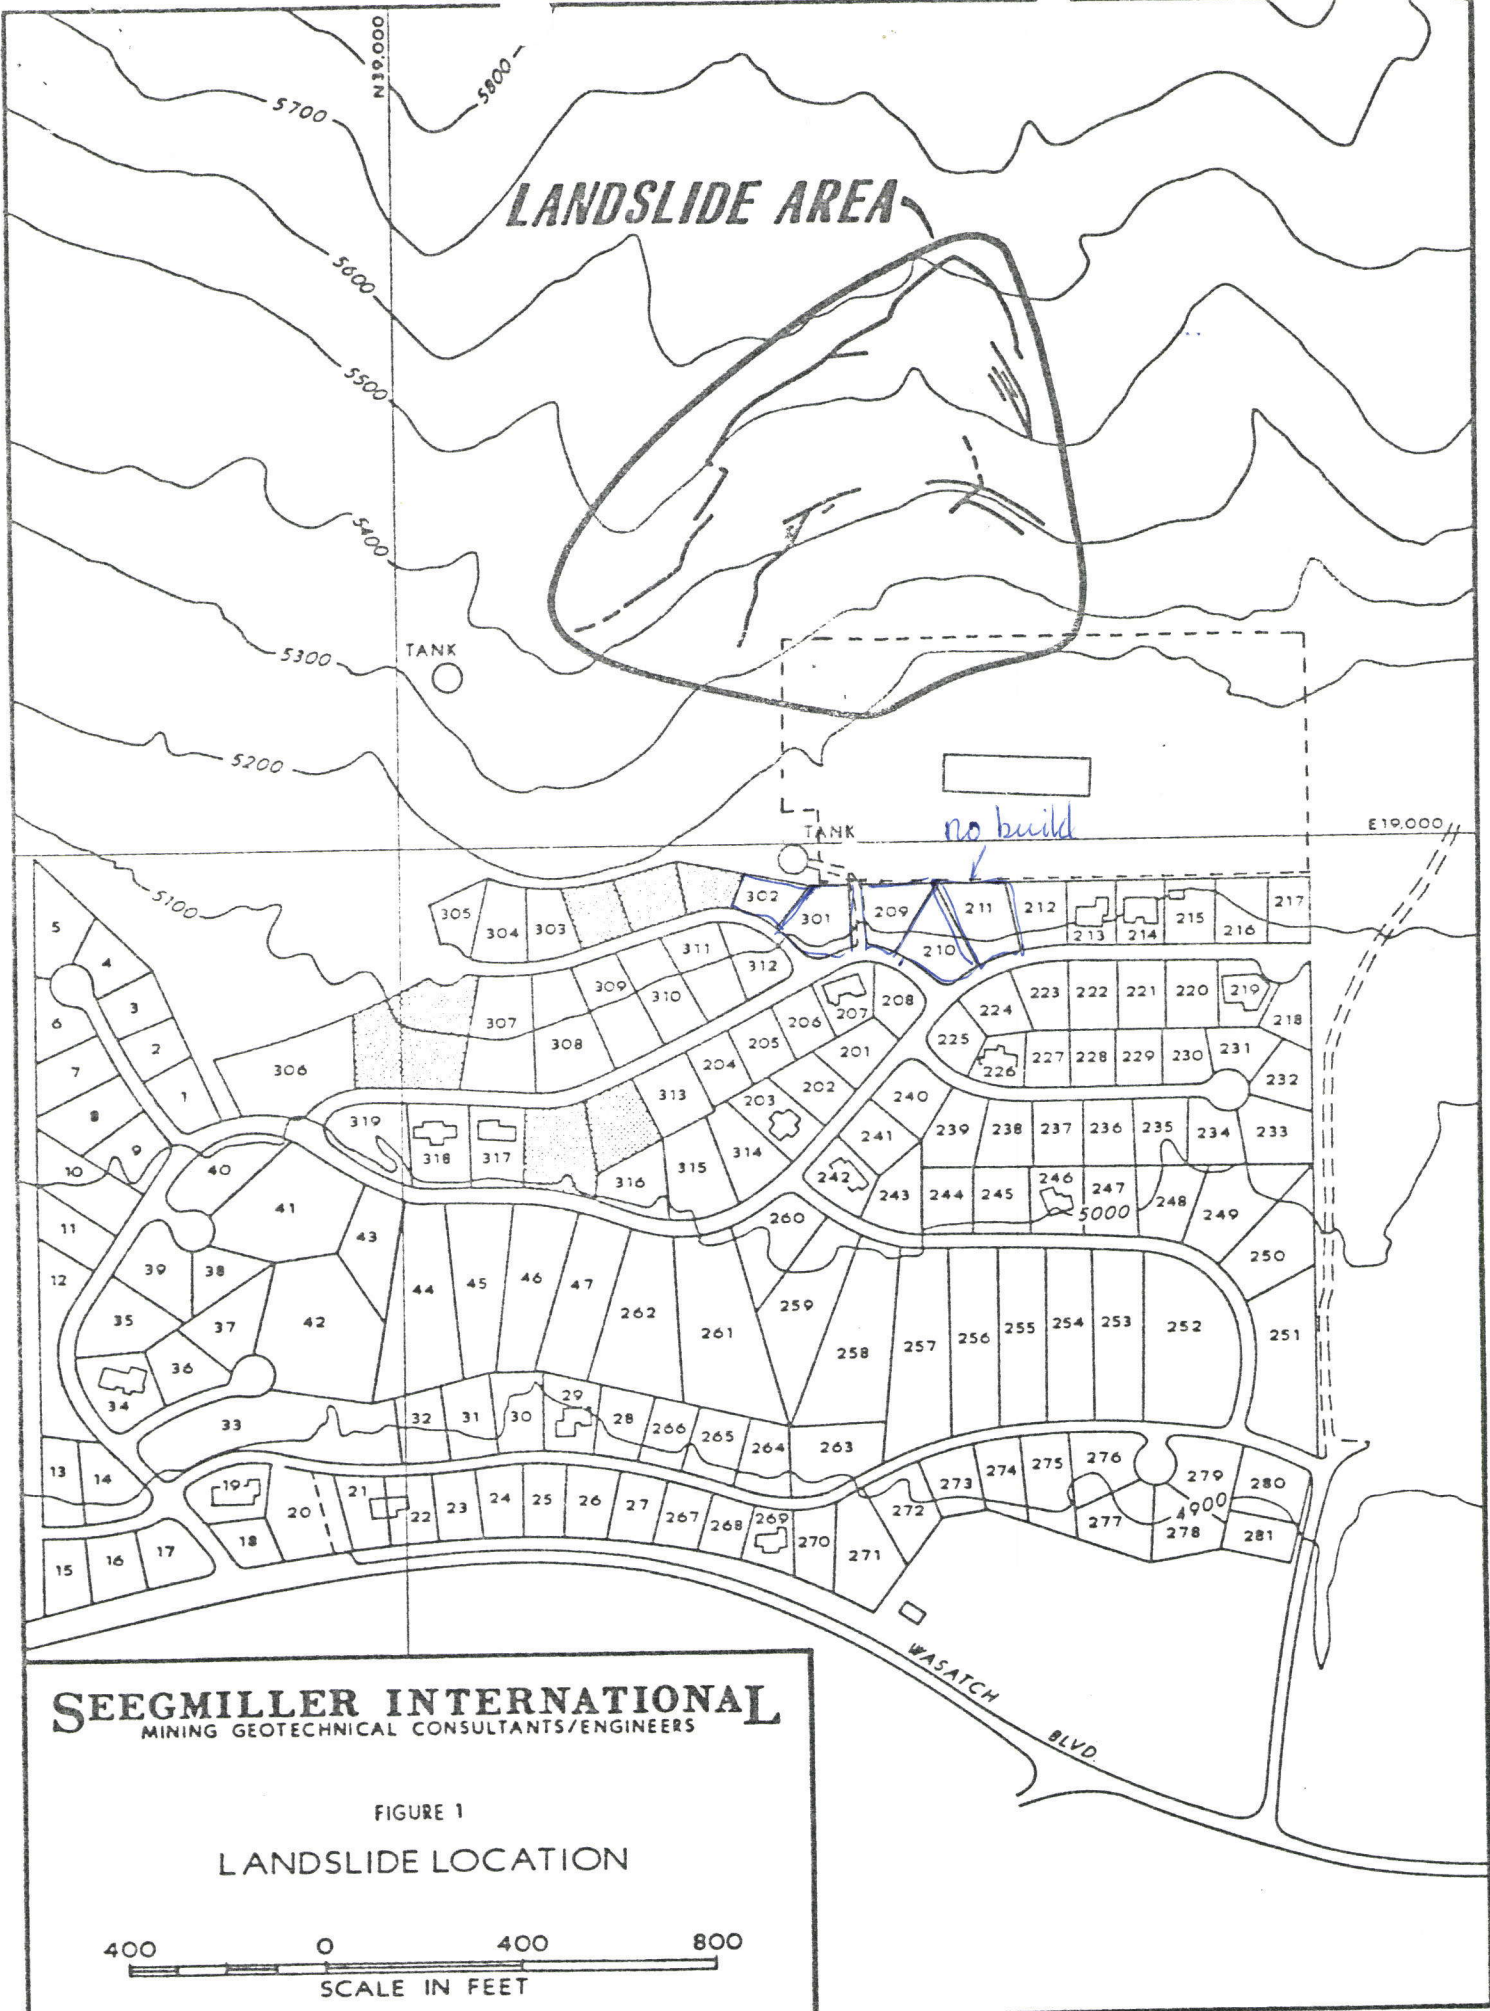 N39,000
5800
5700
LANDSLIDE AREA
5600
5500
5400
5300
TANK
5200
TANK
no build
E19,000
5100
305 304 303 302 301 209 210 211 212 213 214 215 216 217
5 4 3 2 1 6 7 8 9 10
306 307 308 309 310 311 312
206 207 208 205 204 201 202 203
223 222 221 220 219 218 224 225 226 227 228 229 230 231 232
319 318 317 316 315 314 313
240 241 242 243 239 238 237 236 235 234 233
244 245 246 247 248 249 250
5000
40 41 43 11 12 39 38 35 37 42 36 34
44 45 46 47 262 261 260 259 258 257 256 255 254 253 252 251
33 32 31 30 29 28 266 265 264 263
13 14 19 20 21 22 23 24 25 26 27 267 268 269 270 271 272 273 274 275 276 279 280
277 278 281
4900
15 16 17 18
WASATCH
BLVD.
SEEGMILLER INTERNATIONAL
MINING GEOTECHNICAL CONSULTANTS/ENGINEERS
FIGURE 1
LANDSLIDE LOCATION
400 0 400 800
SCALE IN FEET